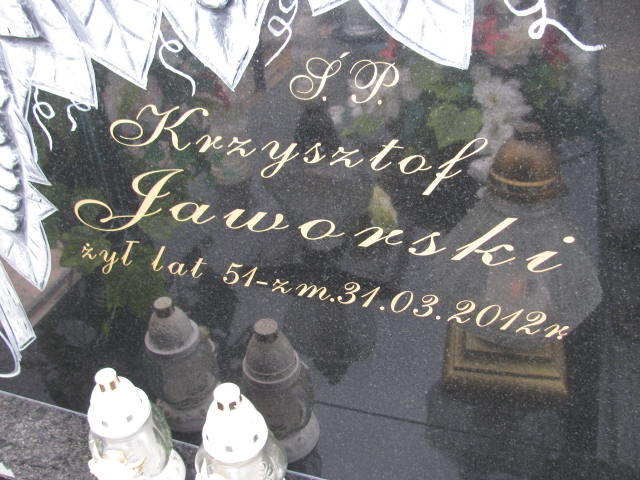 Ś.P.
Krzysztof
Jaworski
żył lat 51-zm.31.03.2012r.